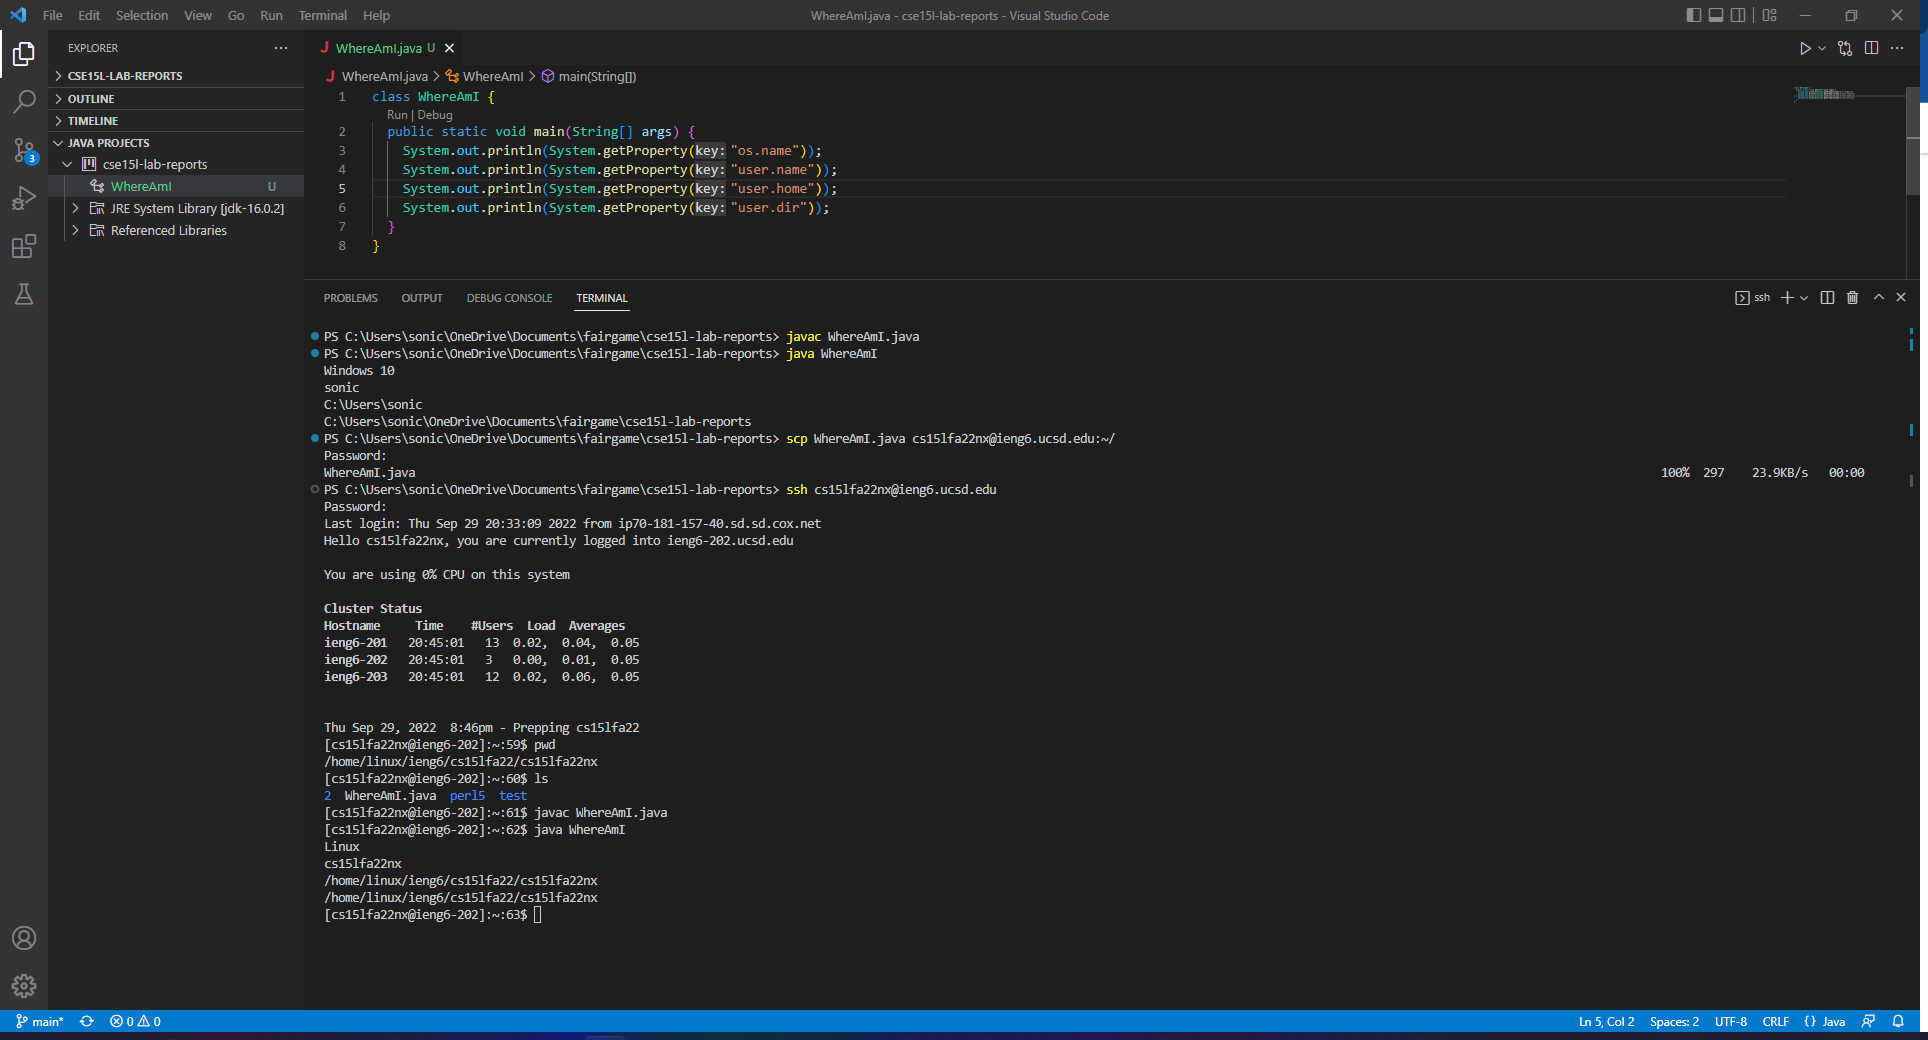 File Edit Selection View Go Run Terminal Help
WhereAmI.java - cse15l-lab-reports - Visual Studio Code
EXPLORER
CSE15L-LAB-REPORTS
OUTLINE
TIMELINE
JAVA PROJECTS
cse15l-lab-reports
WhereAmI U
JRE System Library [jdk-16.0.2]
Referenced Libraries
3
WhereAmI.java U
WhereAmI.java > WhereAmI > main(String[])
1 class WhereAmI {
Run | Debug
2 public static void main(String[] args) {
3 System.out.println(System.getProperty(key: "os.name"));
4 System.out.println(System.getProperty(key: "user.name"));
5 System.out.println(System.getProperty(key: "user.home"));
6 System.out.println(System.getProperty(key: "user.dir"));
7 }
8 }
PROBLEMS OUTPUT DEBUG CONSOLE TERMINAL
ssh
PS C:\Users\sonic\OneDrive\Documents\fairgame\cse15l-lab-reports> javac WhereAmI.java
PS C:\Users\sonic\OneDrive\Documents\fairgame\cse15l-lab-reports> java WhereAmI
Windows 10
sonic
C:\Users\sonic
C:\Users\sonic\OneDrive\Documents\fairgame\cse15l-lab-reports
PS C:\Users\sonic\OneDrive\Documents\fairgame\cse15l-lab-reports> scp WhereAmI.java cs15lfa22nx@ieng6.ucsd.edu:~/
Password:
WhereAmI.java 100% 297 23.9KB/s 00:00
PS C:\Users\sonic\OneDrive\Documents\fairgame\cse15l-lab-reports> ssh cs15lfa22nx@ieng6.ucsd.edu
Password:
Last login: Thu Sep 29 20:33:09 2022 from ip70-181-157-40.sd.sd.cox.net
Hello cs15lfa22nx, you are currently logged into ieng6-202.ucsd.edu
You are using 0% CPU on this system
Cluster Status
Hostname Time #Users Load Averages
ieng6-201 20:45:01 13 0.02, 0.04, 0.05
ieng6-202 20:45:01 3 0.00, 0.01, 0.05
ieng6-203 20:45:01 12 0.02, 0.06, 0.05
Thu Sep 29, 2022 8:46pm - Prepping cs15lfa22
[cs15lfa22nx@ieng6-202]:~:59$ pwd
/home/linux/ieng6/cs15lfa22/cs15lfa22nx
[cs15lfa22nx@ieng6-202]:~:60$ ls
2 WhereAmI.java perl5 test
[cs15lfa22nx@ieng6-202]:~:61$ javac WhereAmI.java
[cs15lfa22nx@ieng6-202]:~:62$ java WhereAmI
Linux
cs15lfa22nx
/home/linux/ieng6/cs15lfa22/cs15lfa22nx
/home/linux/ieng6/cs15lfa22/cs15lfa22nx
[cs15lfa22nx@ieng6-202]:~:63$
main* 0 0 Ln 5, Col 2 Spaces: 2 UTF-8 CRLF {} Java